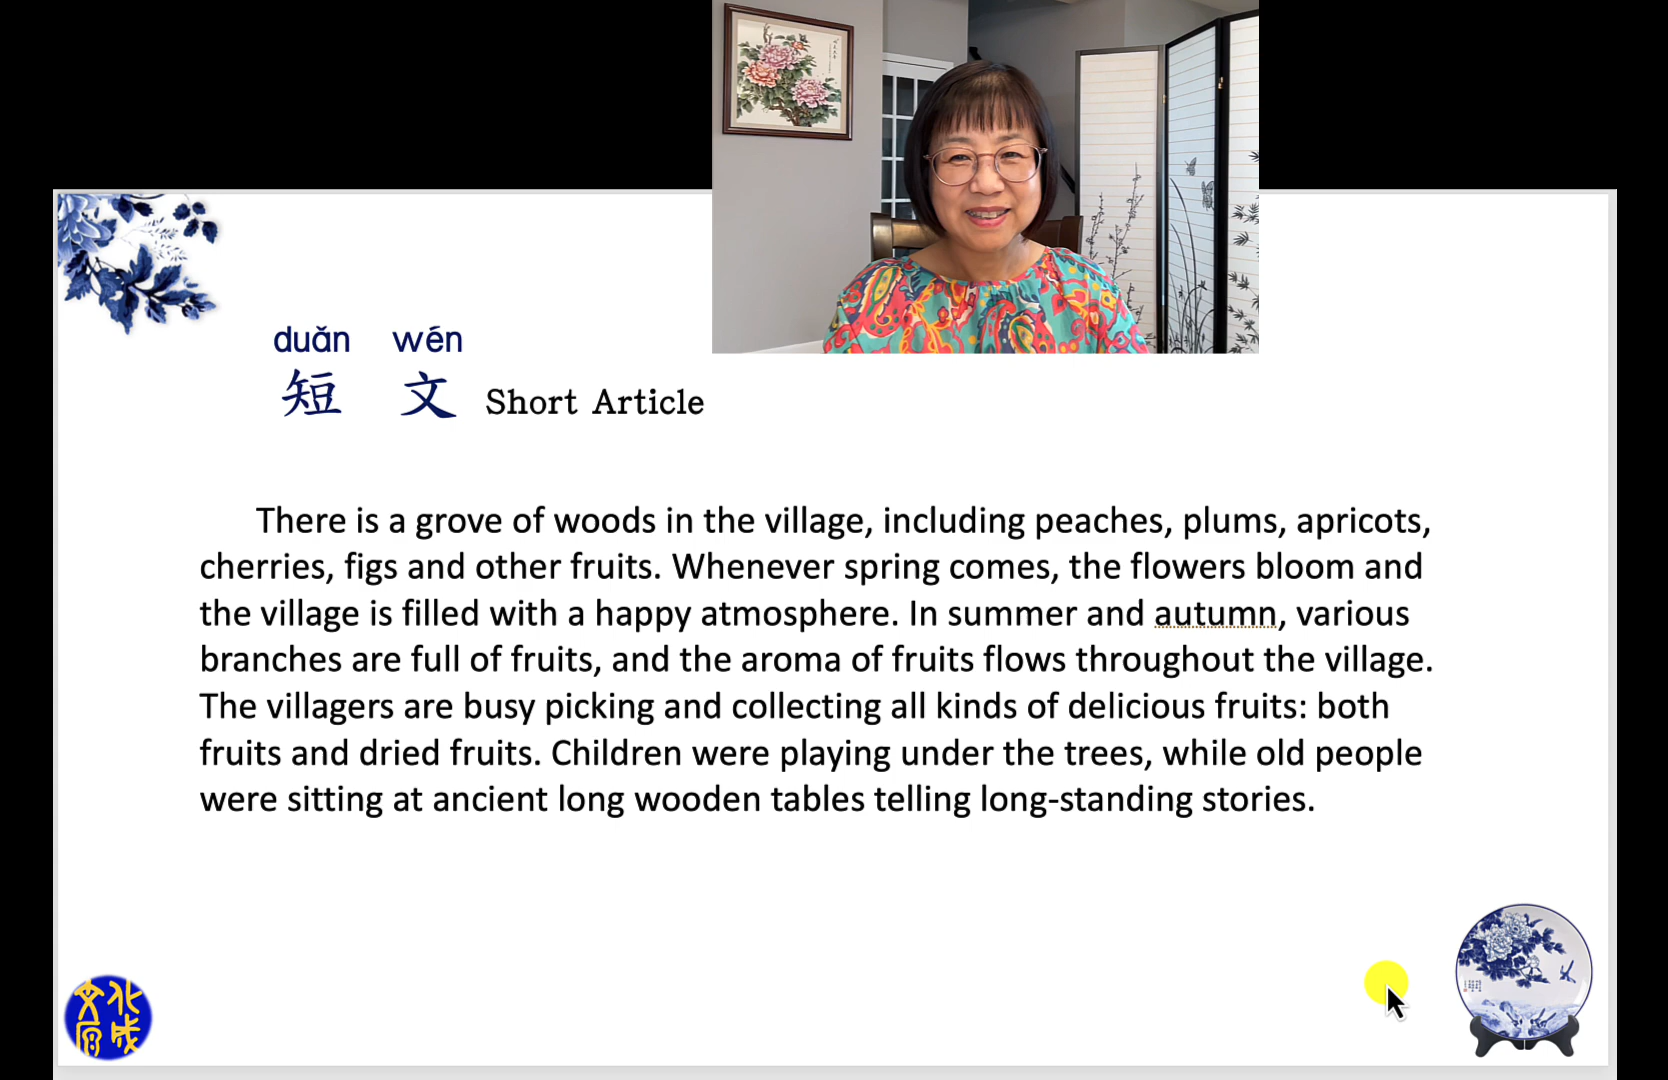 duǎn wén
短 文 Short Article
There is a grove of woods in the village, including peaches, plums, apricots,
cherries, figs and other fruits. Whenever spring comes, the flowers bloom and
the village is filled with a happy atmosphere. In summer and autumn, various
branches are full of fruits, and the aroma of fruits flows throughout the village.
The villagers are busy picking and collecting all kinds of delicious fruits: both
fruits and dried fruits. Children were playing under the trees, while old people
were sitting at ancient long wooden tables telling long-standing stories.